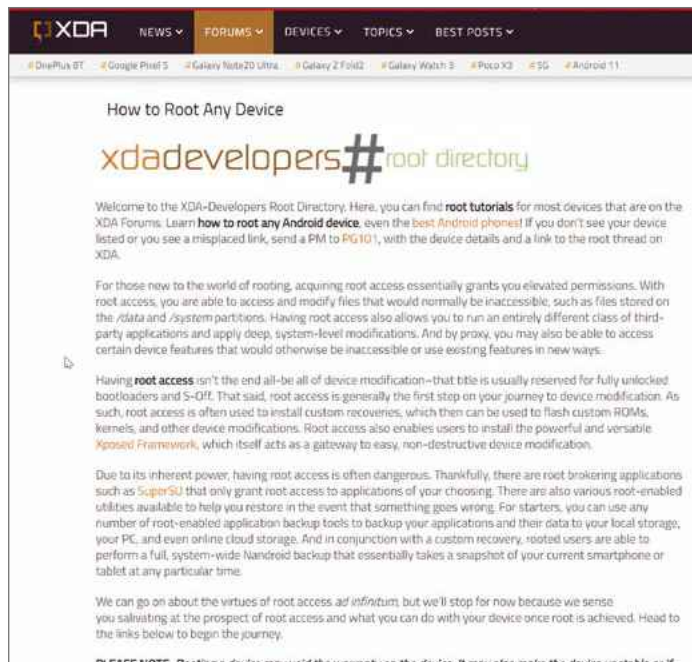 XDA NEWS FORUMS DEVICES TOPICS BEST POSTS
#OnePlus 8T #Google Pixel 5 #Galaxy Note20 Ultra #Galaxy Z Fold2 #Galaxy Watch 3 #Poco X3 #5G #Android 11
How to Root Any Device
xdadevelopers#root directory
Welcome to the XDA-Developers Root Directory. Here, you can find root tutorials for most devices that are on the
XDA Forums. Learn how to root any Android device, even the best Android phones! If you don't see your device
listed or you see a misplaced link, send a PM to PG101, with the device details and a link to the root thread on
XDA.
For those new to the world of rooting, acquiring root access essentially grants you elevated permissions. With
root access, you are able to access and modify files that would normally be inaccessible, such as files stored on
the /data and /system partitions. Having root access also allows you to run an entirely different class of third-
party applications and apply deep, system-level modifications. And by proxy, you may also be able to access
certain device features that would otherwise be inaccessible or use existing features in new ways.
Having root access isn't the end all-be all of device modification—that title is usually reserved for fully unlocked
bootloaders and S-Off. That said, root access is generally the first step on your journey to device modification. As
such, root access is often used to install custom recoveries, which then can be used to flash custom ROMs,
kernels, and other device modifications. Root access also enables users to install the powerful and versatile
Xposed Framework, which itself acts as a gateway to easy, non-destructive device modification.
Due to its inherent power, having root access is often dangerous. Thankfully, there are root brokering applications
such as SuperSU that only grant root access to applications of your choosing. There are also various root-enabled
utilities available to help you restore in the event that something goes wrong. For starters, you can use any
number of root-enabled application backup tools to backup your applications and their data to your local storage,
your PC, and even online cloud storage. And in conjunction with a custom recovery, rooted users are able to
perform a full, system-wide Nandroid backup that essentially takes a snapshot of your current smartphone or
tablet at any particular time.
We can go on about the virtues of root access ad infinitum, but we'll stop for now because we sense
you salivating at the prospect of root access and what you can do with your device once root is achieved. Head to
the links below to begin the journey.